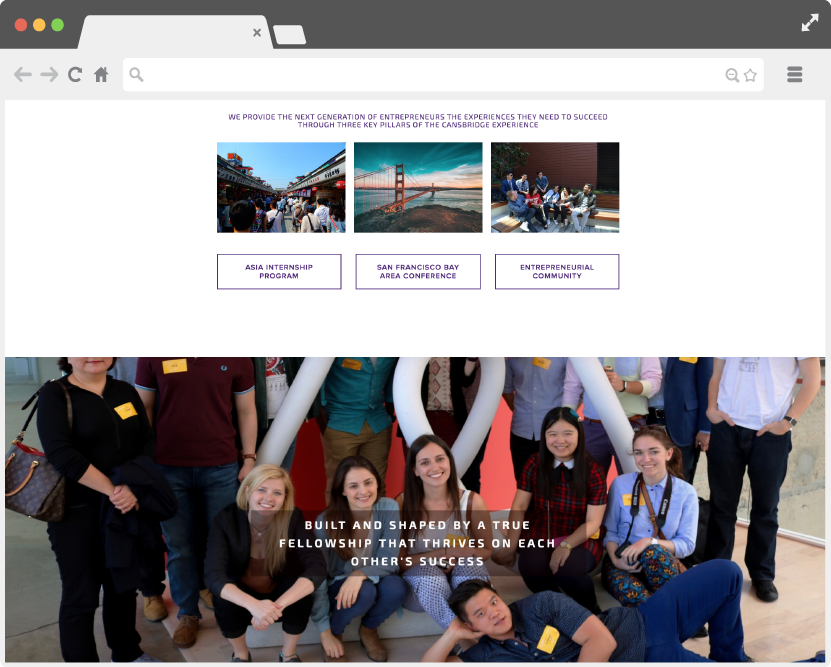 WE PROVIDE THE NEXT GENERATION OF ENTREPRENEURS THE EXPERIENCES THEY NEED TO SUCCEED
THROUGH THREE KEY PILLARS OF THE CANSBRIDGE EXPERIENCE
ASIA INTERNSHIP
PROGRAM
SAN FRANCISCO BAY
AREA CONFERENCE
ENTREPRENEURIAL
COMMUNITY
BUILT AND SHAPED BY A TRUE
FELLOWSHIP THAT THRIVES ON EACH
OTHER'S SUCCESS
Canon